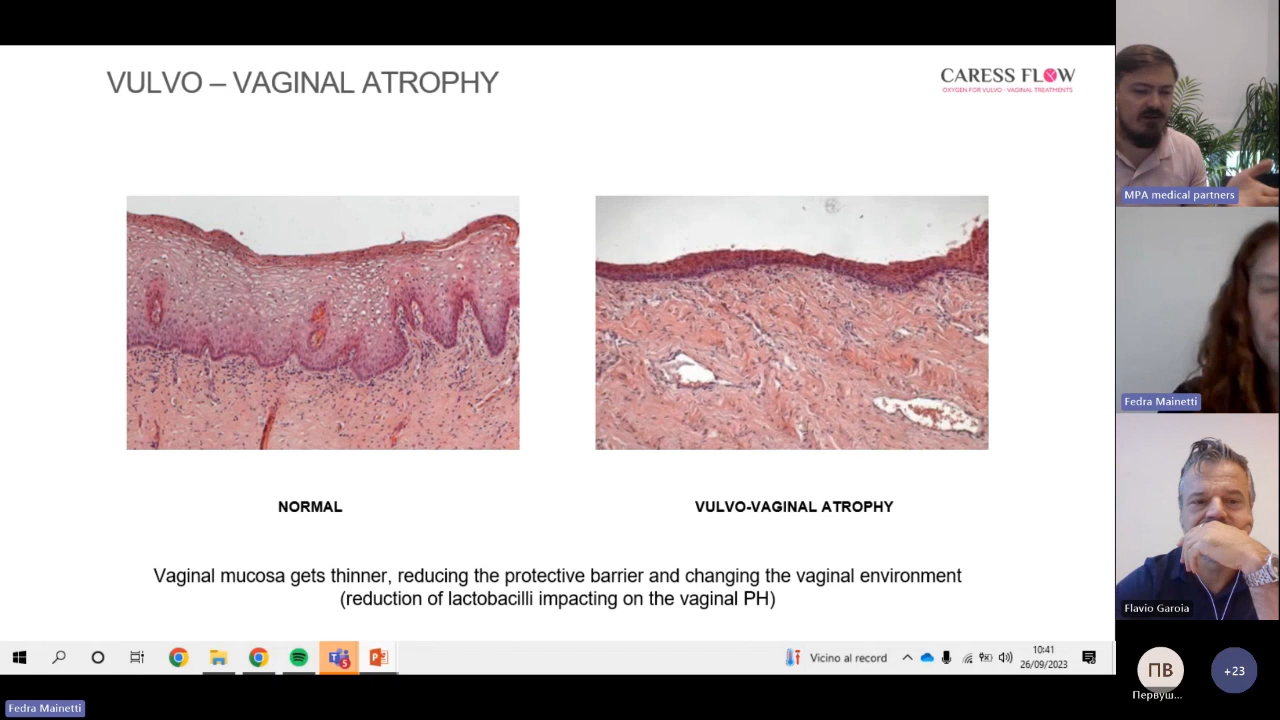 VULVO – VAGINAL ATROPHY
CARESS FLOW
OXYGEN FOR VULVO - VAGINAL TREATMENTS
NORMAL
VULVO-VAGINAL ATROPHY
Vaginal mucosa gets thinner, reducing the protective barrier and changing the vaginal environment
(reduction of lactobacilli impacting on the vaginal PH)
MPA medical partners
Fedra Mainetti
Flavio Garoia
ПВ
+23
Первуш...
5
Vicino al record
10:41
26/09/2023
Fedra Mainetti